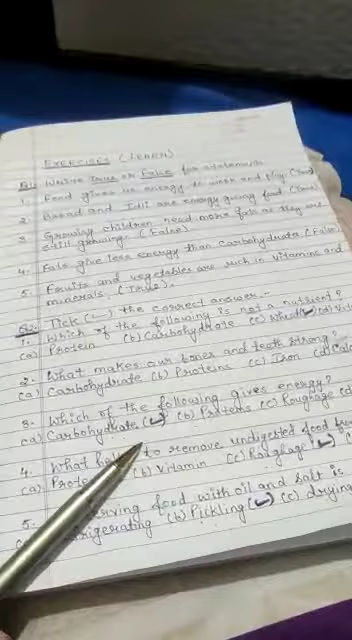 EXERCISES (LEARN)
Q1. Write True or False for statements.
1. Food gives us energy to work and play. (True)
2. Bread and Idli are energy giving food (True)
3. Growing children need more fats as they are
still growing. (False)
4. Fats give less energy than carbohydrate. (False)
5. Fruits and vegetables are rich in vitamins and
minerals. (True).
Q2. Tick (✓) the correct answer.
1. Which of the following is not a nutrient?
(a) Protein (b) Carbohydrate (c) (✓) (d)
2. What makes our bones and teeth strong?
(a) Carbohydrate (b) Proteins (c) Iron (d)
3. Which of the following gives energy?
(a) Carbohydrate (✓) (b) Proteins (c) Roughage (d)
4. What to remove undigested food
(a) (b) Vitamin (c) Roughage (✓)
5. food with oil and salt is
(b) Pickling (✓) (c) drying